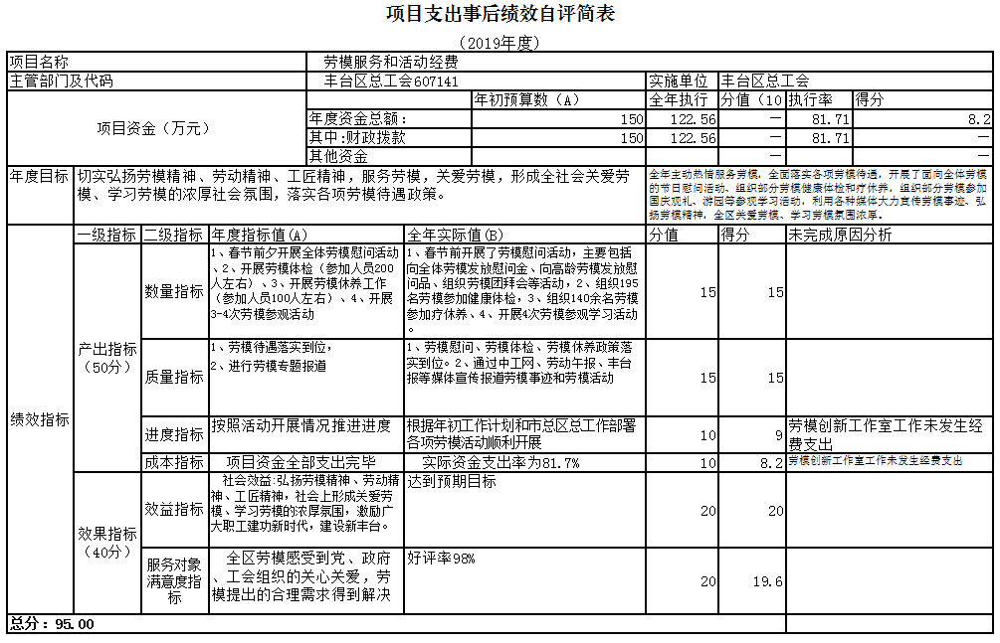 项目支出事后绩效自评简表
(2019年度)
项目名称 劳模服务和活动经费
主管部门及代码 丰台区总工会607141 实施单位 丰台区总工会
项目资金（万元） 年初预算数（A） 全年执行 分值（10 执行率 得分
年度资金总额： 150 122.56 — 81.71 8.2
其中:财政拨款 150 122.56 — 81.71 —
其他资金 — —
年度目标
切实弘扬劳模精神、劳动精神、工匠精神，服务劳模，关爱劳模，形成全社会关爱劳
模、学习劳模的浓厚社会氛围，落实各项劳模待遇政策。
全年主动热情服务劳模，全面落实各项劳模待遇，开展了面向全体劳模
的节日慰问活动、组织部分劳模健康体检和疗休养，组织部分劳模参加
国庆观礼、游园等参观学习活动，利用各种媒体大力宣传劳模事迹、弘
扬劳模精神，全区关爱劳模、学习劳模氛围浓厚。
绩效指标
一级指标 二级指标 年度指标值(A) 全年实际值(B) 分值 得分 未完成原因分析
产出指标
（50分）
数量指标
1、春节前夕开展全体劳模慰问活动
、2、开展劳模体检（参加人员200
人左右）、3、开展劳模休养工作
（参加人员100人左右）、4、开展
3-4次劳模参观活动
1、春节前开展了劳模慰问活动，主要包括
向全体劳模发放慰问金、向高龄劳模发放慰
问品、组织劳模团拜会等活动，2、组织195
名劳模参加健康体检，3、组织140余名劳模
参加疗休养、4、开展4次劳模参观学习活动
。
15 15
质量指标
1、劳模待遇落实到位，
2、进行劳模专题报道
1、劳模慰问、劳模体检、劳模休养政策落
实到位。2、通过中工网、劳动午报、丰台
报等媒体宣传报道劳模事迹和劳模活动
15 15
进度指标
按照活动开展情况推进进度
根据年初工作计划和市总区总工作部署
各项劳模活动顺利开展
10 9
劳模创新工作室工作未发生经
费支出
成本指标 项目资金全部支出完毕 实际资金支出率为81.7% 10 8.2 劳模创新工作室工作未发生经费支出
效果指标
（40分）
效益指标
社会效益:弘扬劳模精神、劳动精
神、工匠精神，社会上形成关爱劳
模、学习劳模的浓厚氛围，激励广
大职工建功新时代，建设新丰台。
达到预期目标
20 20
服务对象
满意度指
标
全区劳模感受到党、政府
、工会组织的关心关爱，劳
模提出的合理需求得到解决
好评率98%
20 19.6
总分：95.00